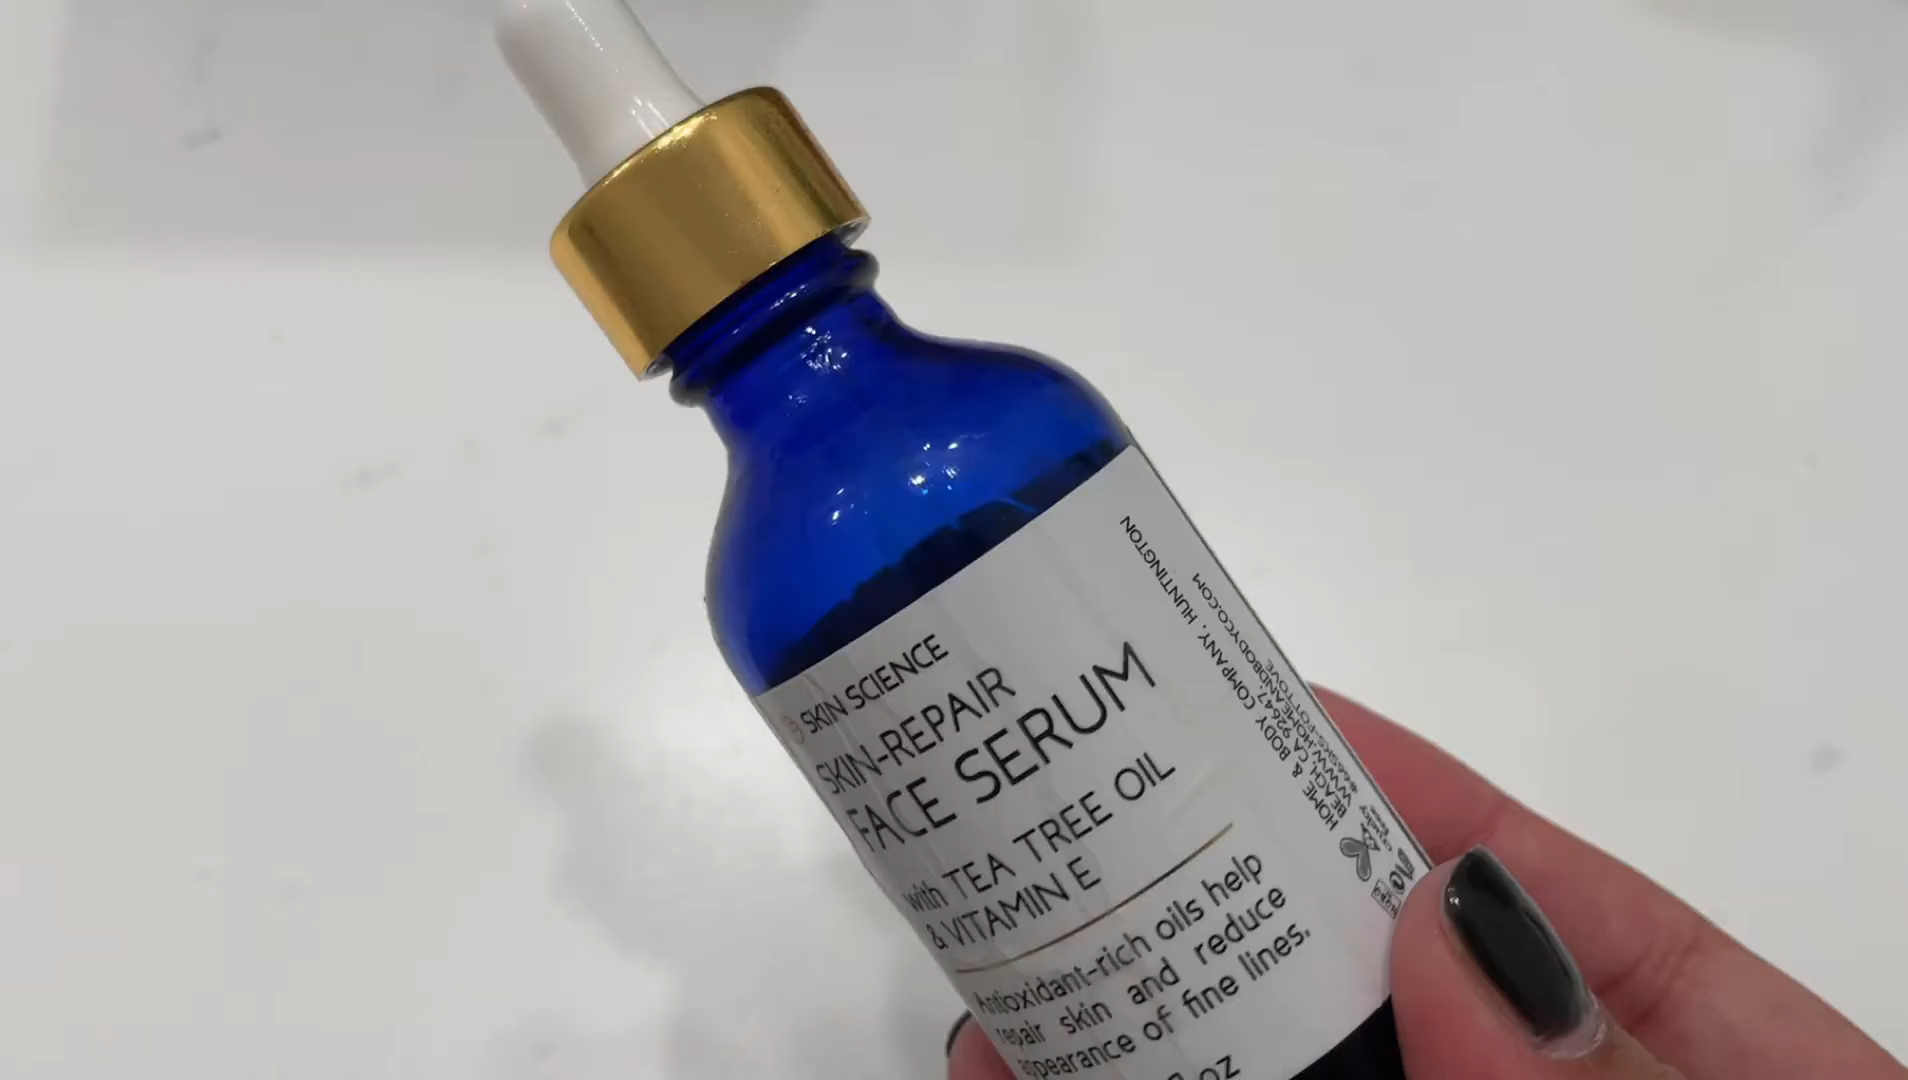 SKIN SCIENCE
SKIN-REPAIR
FACE SERUM
with TEA TREE OIL
& VITAMIN E
Antioxidant-rich oils help
repair skin and reduce
appearance of fine lines.
oz
HOME & BODY COMPANY, HUNTINGTON
BEACH, CA 92647.
WWW.HOMEANDBODYCO.COM